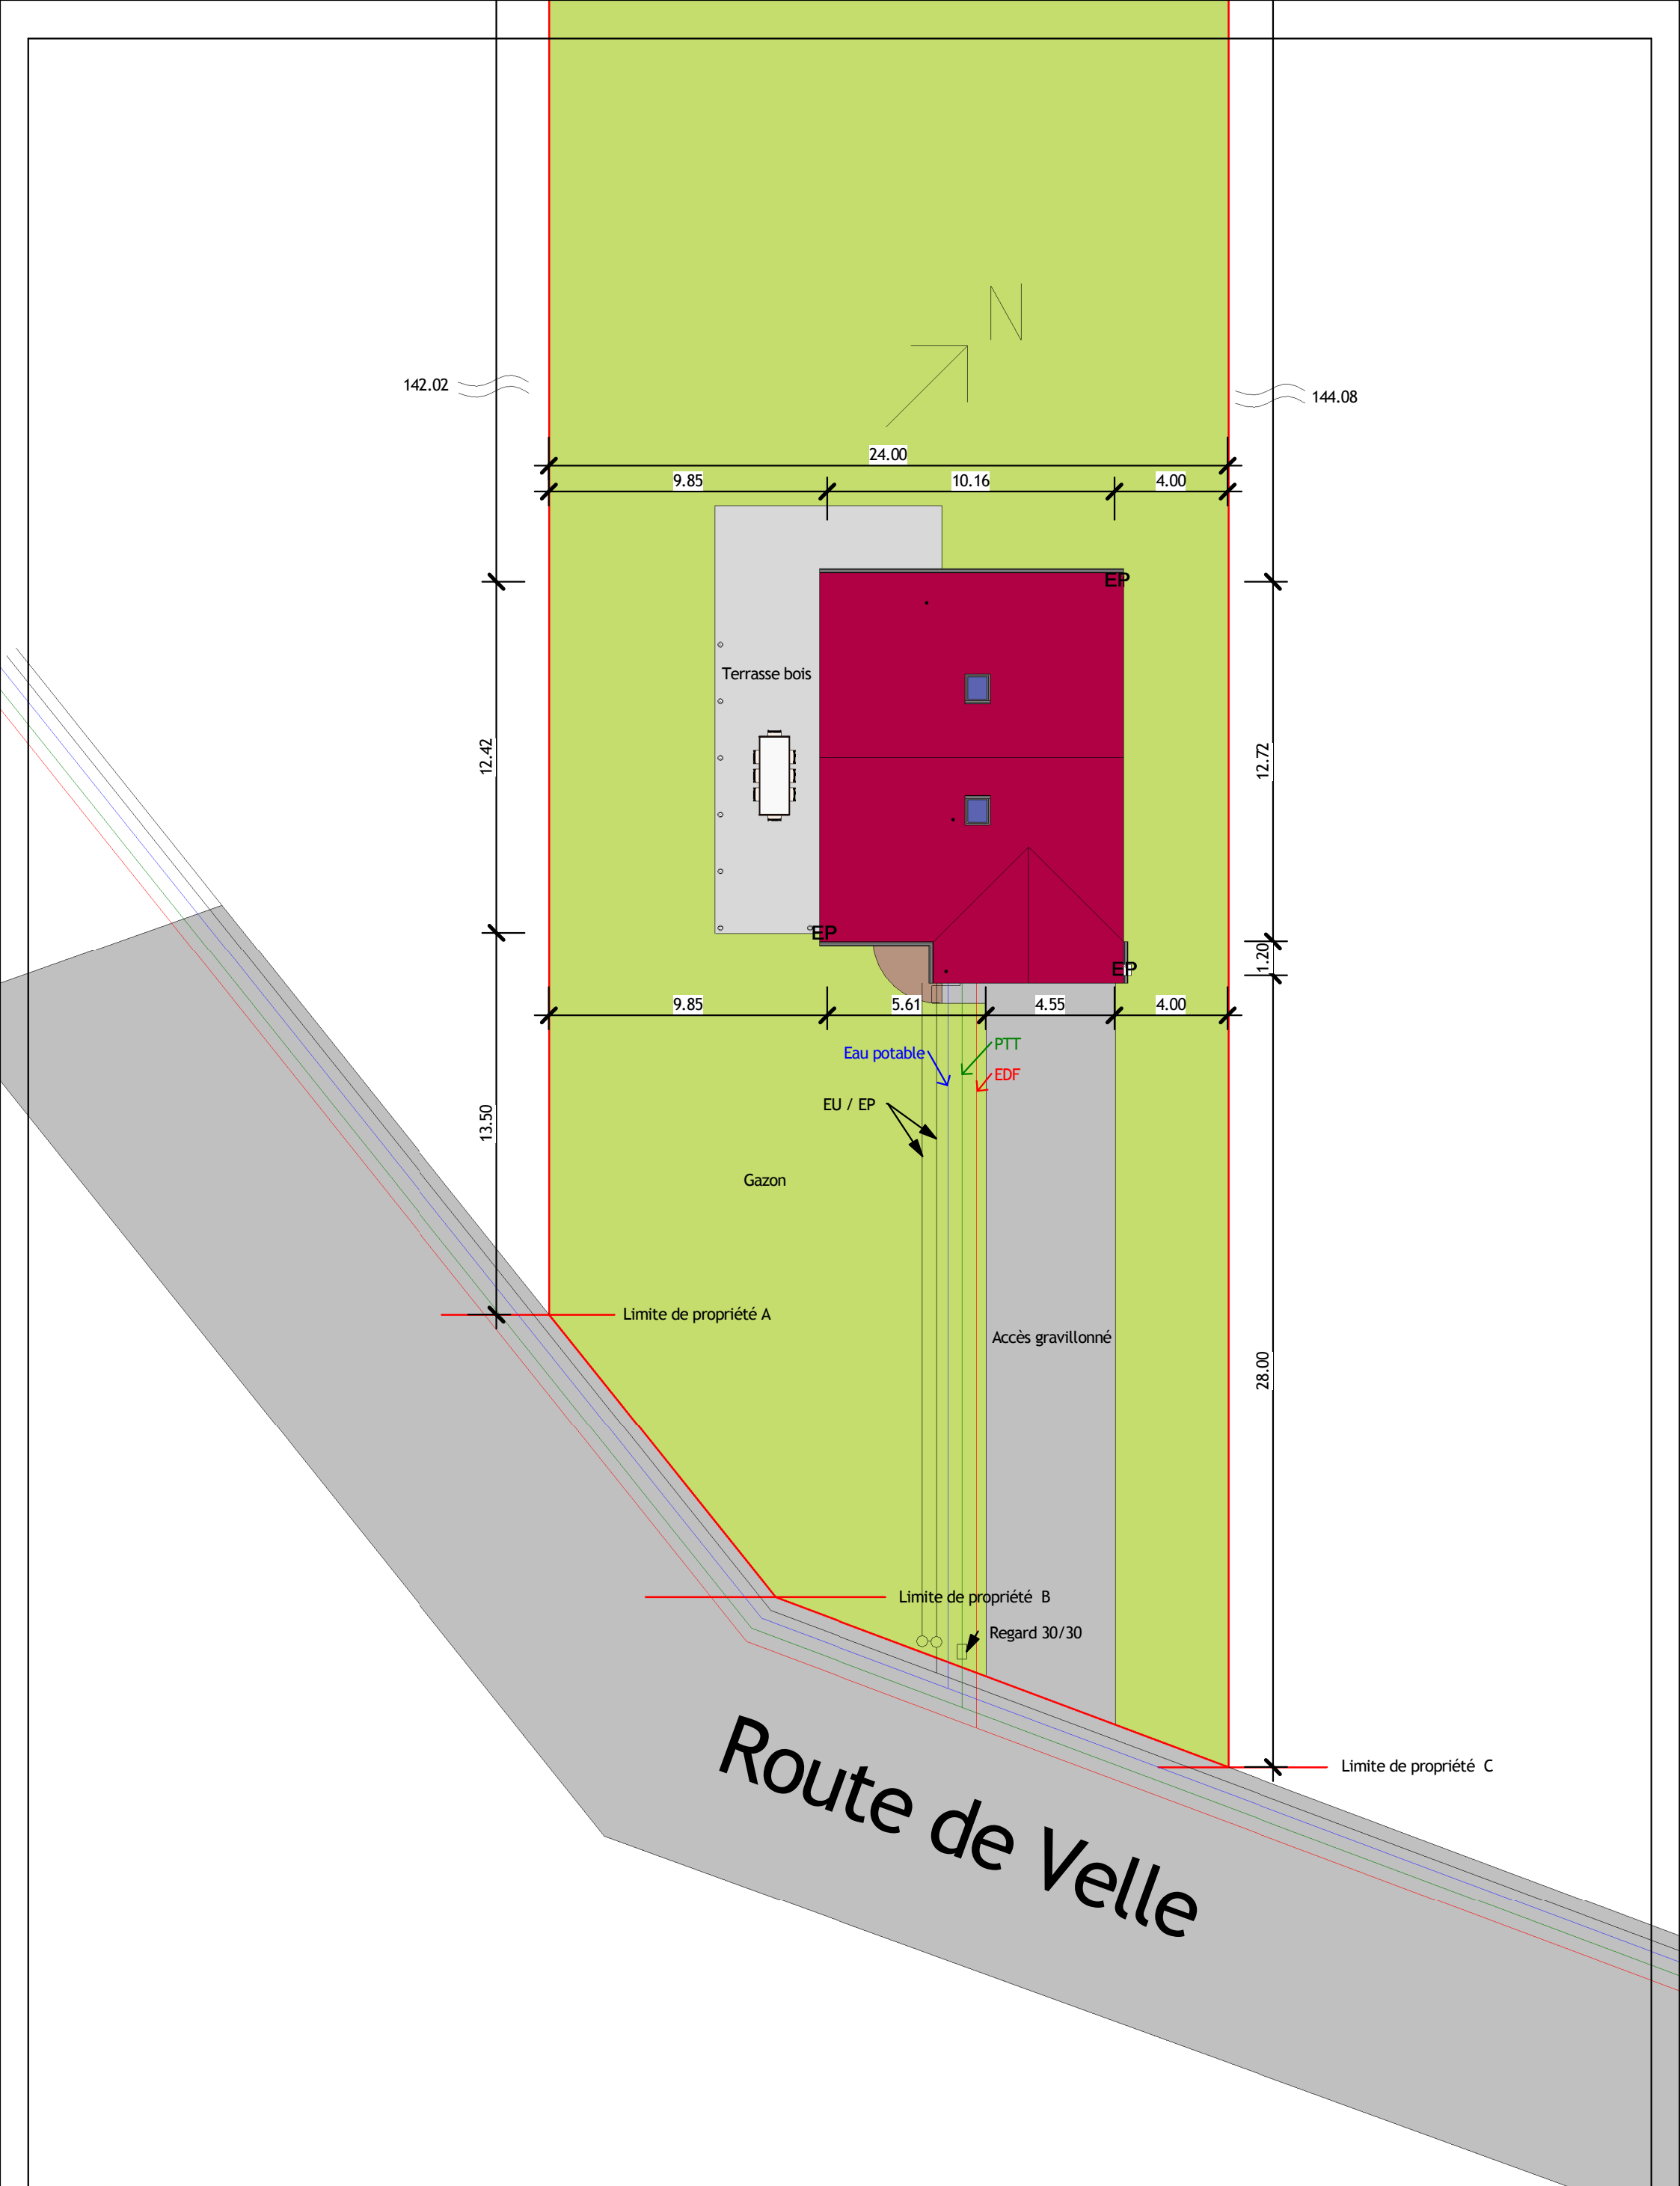 N
142.02
144.08
24.00
9.85
10.16
4.00
EP
Terrasse bois
12.42
12.72
EP
EP
1.20
9.85
5.61
4.55
4.00
PTT
Eau potable
EDF
EU / EP
13.50
Gazon
Limite de propriété A
Accès gravillonné
28.00
Limite de propriété B
Regard 30/30
Limite de propriété C
Route de Velle